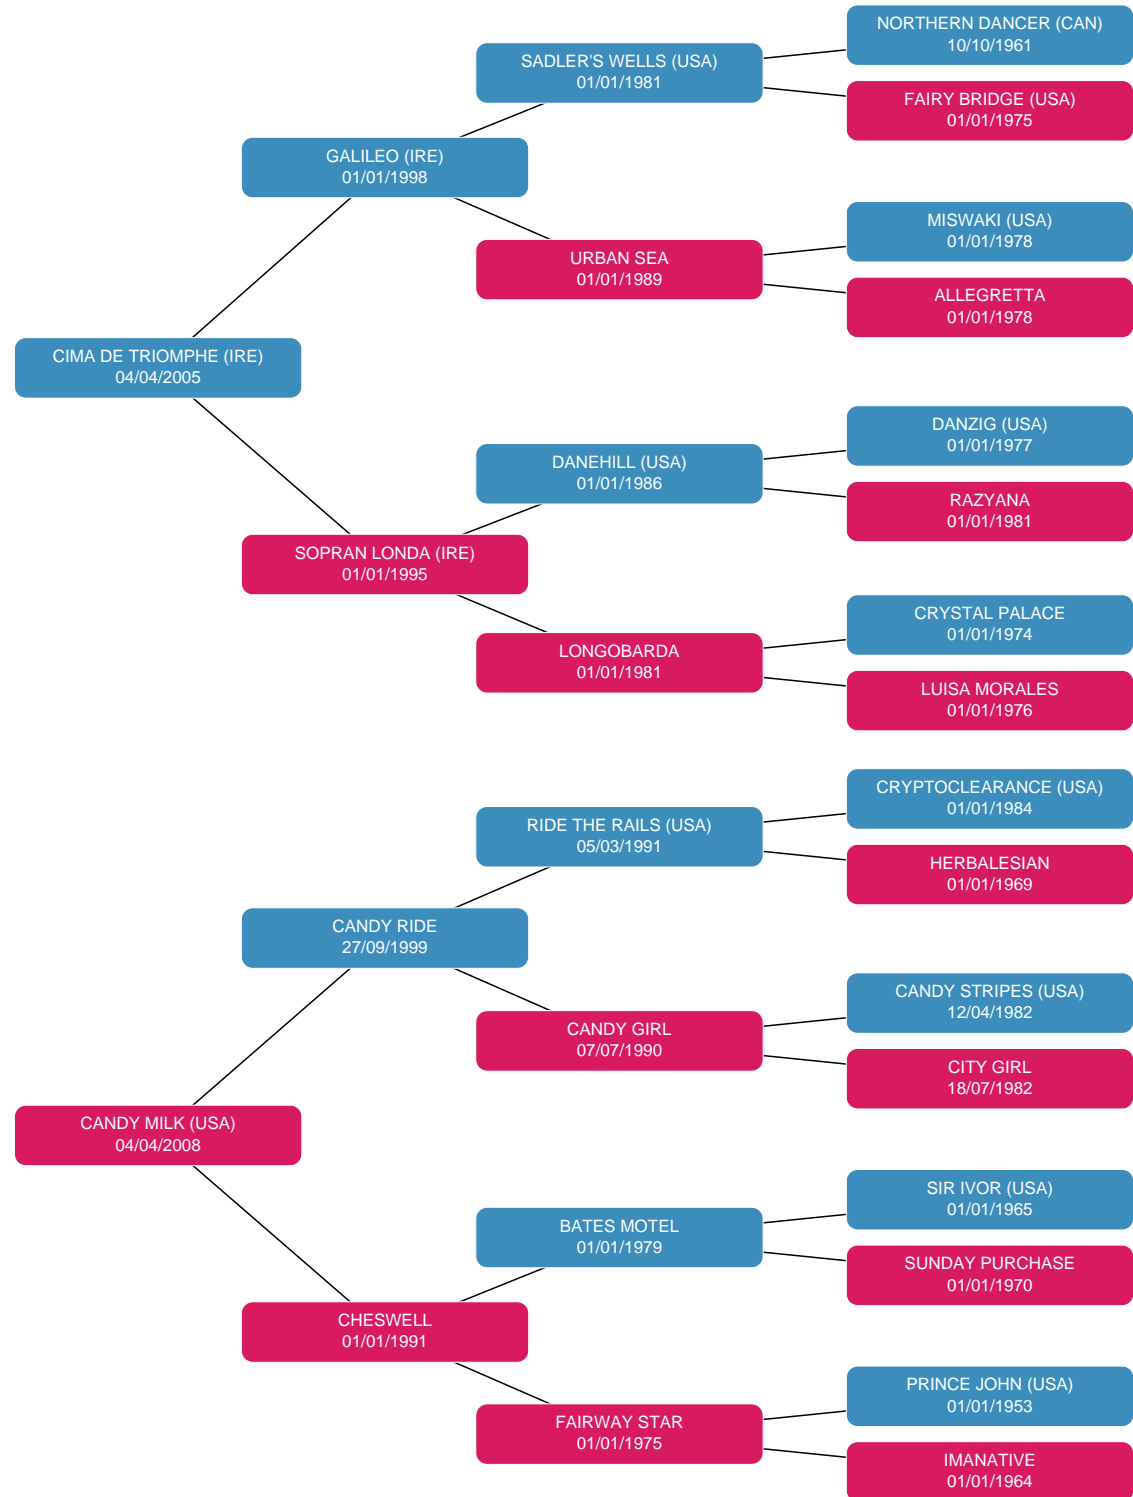 NORTHERN DANCER (CAN)
10/10/1961
SADLER'S WELLS (USA)
01/01/1981
FAIRY BRIDGE (USA)
01/01/1975
GALILEO (IRE)
01/01/1998
MISWAKI (USA)
01/01/1978
URBAN SEA
01/01/1989
ALLEGRETTA
01/01/1978
CIMA DE TRIOMPHE (IRE)
04/04/2005
DANZIG (USA)
01/01/1977
DANEHILL (USA)
01/01/1986
RAZYANA
01/01/1981
SOPRAN LONDA (IRE)
01/01/1995
CRYSTAL PALACE
01/01/1974
LONGOBARDA
01/01/1981
LUISA MORALES
01/01/1976
CRYPTOCLEARANCE (USA)
01/01/1984
RIDE THE RAILS (USA)
05/03/1991
HERBALESIAN
01/01/1969
CANDY RIDE
27/09/1999
CANDY STRIPES (USA)
12/04/1982
CANDY GIRL
07/07/1990
CITY GIRL
18/07/1982
CANDY MILK (USA)
04/04/2008
SIR IVOR (USA)
01/01/1965
BATES MOTEL
01/01/1979
SUNDAY PURCHASE
01/01/1970
CHESWELL
01/01/1991
PRINCE JOHN (USA)
01/01/1953
FAIRWAY STAR
01/01/1975
IMANATIVE
01/01/1964